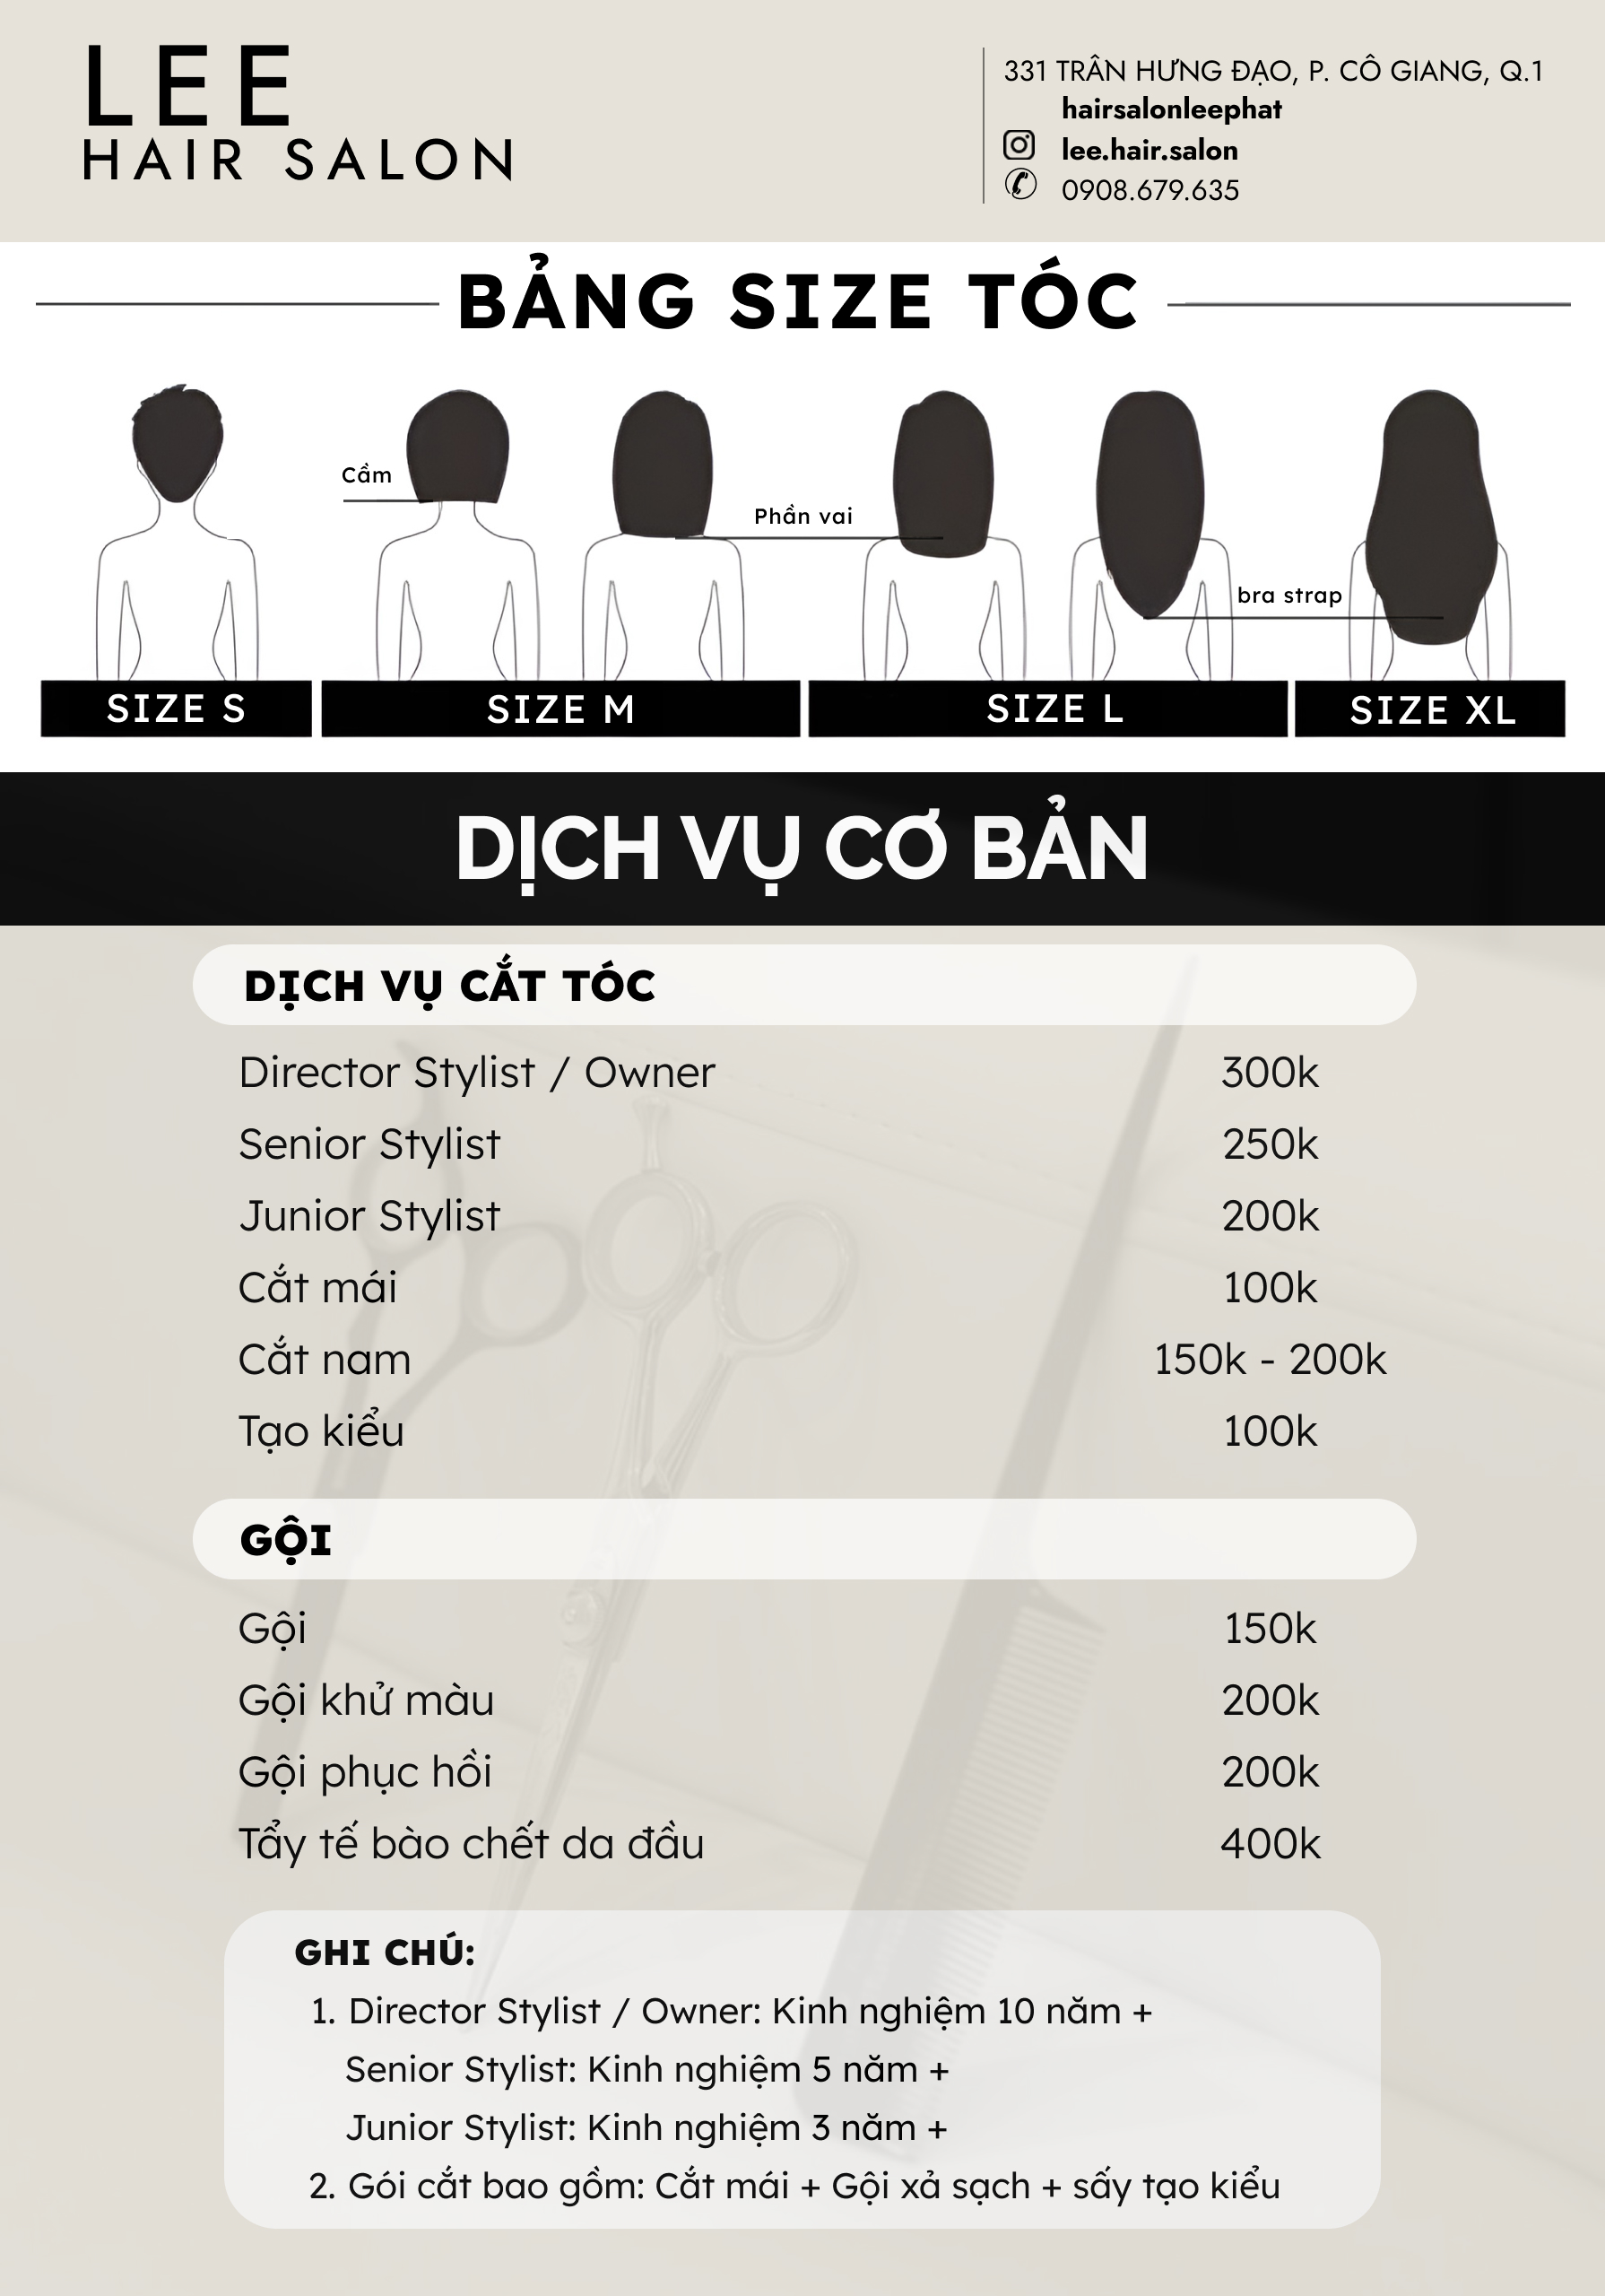 LEE
HAIR SALON
331 TRẦN HƯNG ĐẠO, P. CÔ GIANG, Q.1
hairsalonleephat
lee.hair.salon
0908.679.635
BẢNG SIZE TÓC
Cầm
Phần vai
bra strap
SIZE S
SIZE M
SIZE L
SIZE XL
DỊCH VỤ CƠ BẢN
DỊCH VỤ CẮT TÓC
Director Stylist / Owner 300k
Senior Stylist 250k
Junior Stylist 200k
Cắt mái 100k
Cắt nam 150k - 200k
Tạo kiểu 100k
GỘI
Gội 150k
Gội khử màu 200k
Gội phục hồi 200k
Tẩy tế bào chết da đầu 400k
GHI CHÚ:
1. Director Stylist / Owner: Kinh nghiệm 10 năm +
Senior Stylist: Kinh nghiệm 5 năm +
Junior Stylist: Kinh nghiệm 3 năm +
2. Gói cắt bao gồm: Cắt mái + Gội xả sạch + sấy tạo kiểu